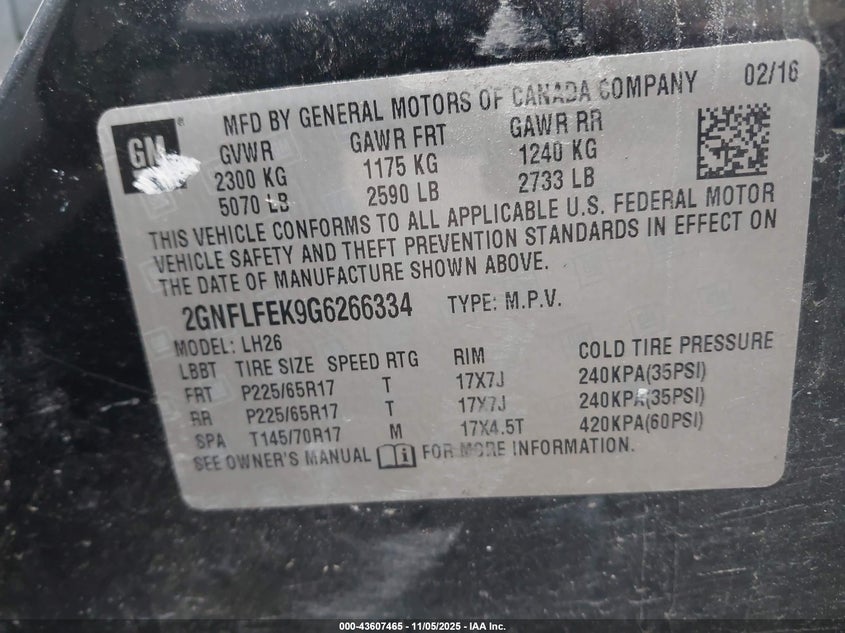 GM
MFD BY GENERAL MOTORS OF CANADA COMPANY 02/16
GVWR GAWR FRT GAWR RR
2300 KG 1175 KG 1240 KG
5070 LB 2590 LB 2733 LB
THIS VEHICLE CONFORMS TO ALL APPLICABLE U.S. FEDERAL MOTOR
VEHICLE SAFETY AND THEFT PREVENTION STANDARDS IN EFFECT ON
THE DATE OF MANUFACTURE SHOWN ABOVE.
2GNFLFEK9G6266334 TYPE: M.P.V.
MODEL: LH26
LBBT TIRE SIZE SPEED RTG RIM COLD TIRE PRESSURE
FRT P225/65R17 T 17X7J 240KPA(35PSI)
RR P225/65R17 T 17X7J 240KPA(35PSI)
SPA T145/70R17 M 17X4.5T 420KPA(60PSI)
SEE OWNER'S MANUAL FOR MORE INFORMATION.
000-43607465 - 11/05/2025 - IAA Inc.